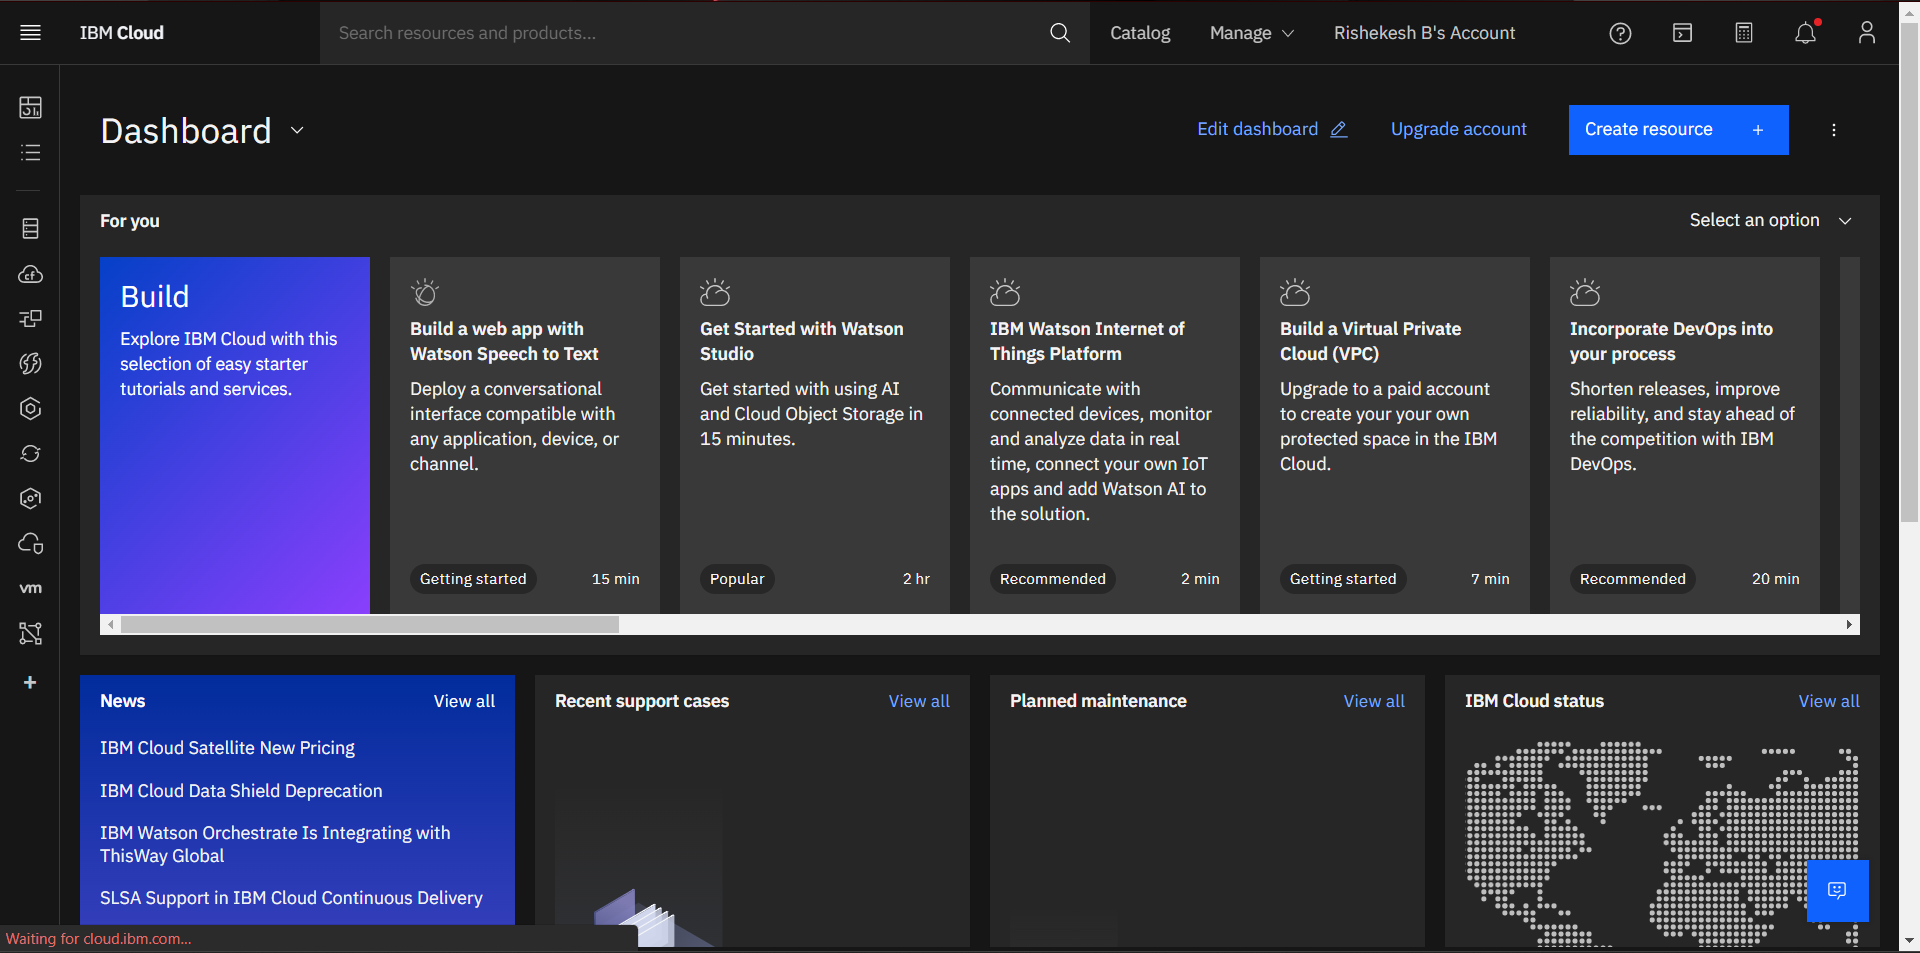 IBM Cloud
Search resources and products...
Catalog
Manage
Rishekesh B's Account
Dashboard
Edit dashboard
Upgrade account
Create resource +
For you
Select an option
Build
Explore IBM Cloud with this
selection of easy starter
tutorials and services.
Build a web app with
Watson Speech to Text
Deploy a conversational
interface compatible with
any application, device, or
channel.
Getting started
15 min
Get Started with Watson
Studio
Get started with using AI
and Cloud Object Storage in
15 minutes.
Popular
2 hr
IBM Watson Internet of
Things Platform
Communicate with
connected devices, monitor
and analyze data in real
time, connect your own IoT
apps and add Watson AI to
the solution.
Recommended
2 min
Build a Virtual Private
Cloud (VPC)
Upgrade to a paid account
to create your your own
protected space in the IBM
Cloud.
Getting started
7 min
Incorporate DevOps into
your process
Shorten releases, improve
reliability, and stay ahead of
the competition with IBM
DevOps.
Recommended
20 min
cf
vm
+
News
View all
IBM Cloud Satellite New Pricing
IBM Cloud Data Shield Deprecation
IBM Watson Orchestrate Is Integrating with
ThisWay Global
SLSA Support in IBM Cloud Continuous Delivery
Recent support cases
View all
Planned maintenance
View all
IBM Cloud status
View all
Waiting for cloud.ibm.com...